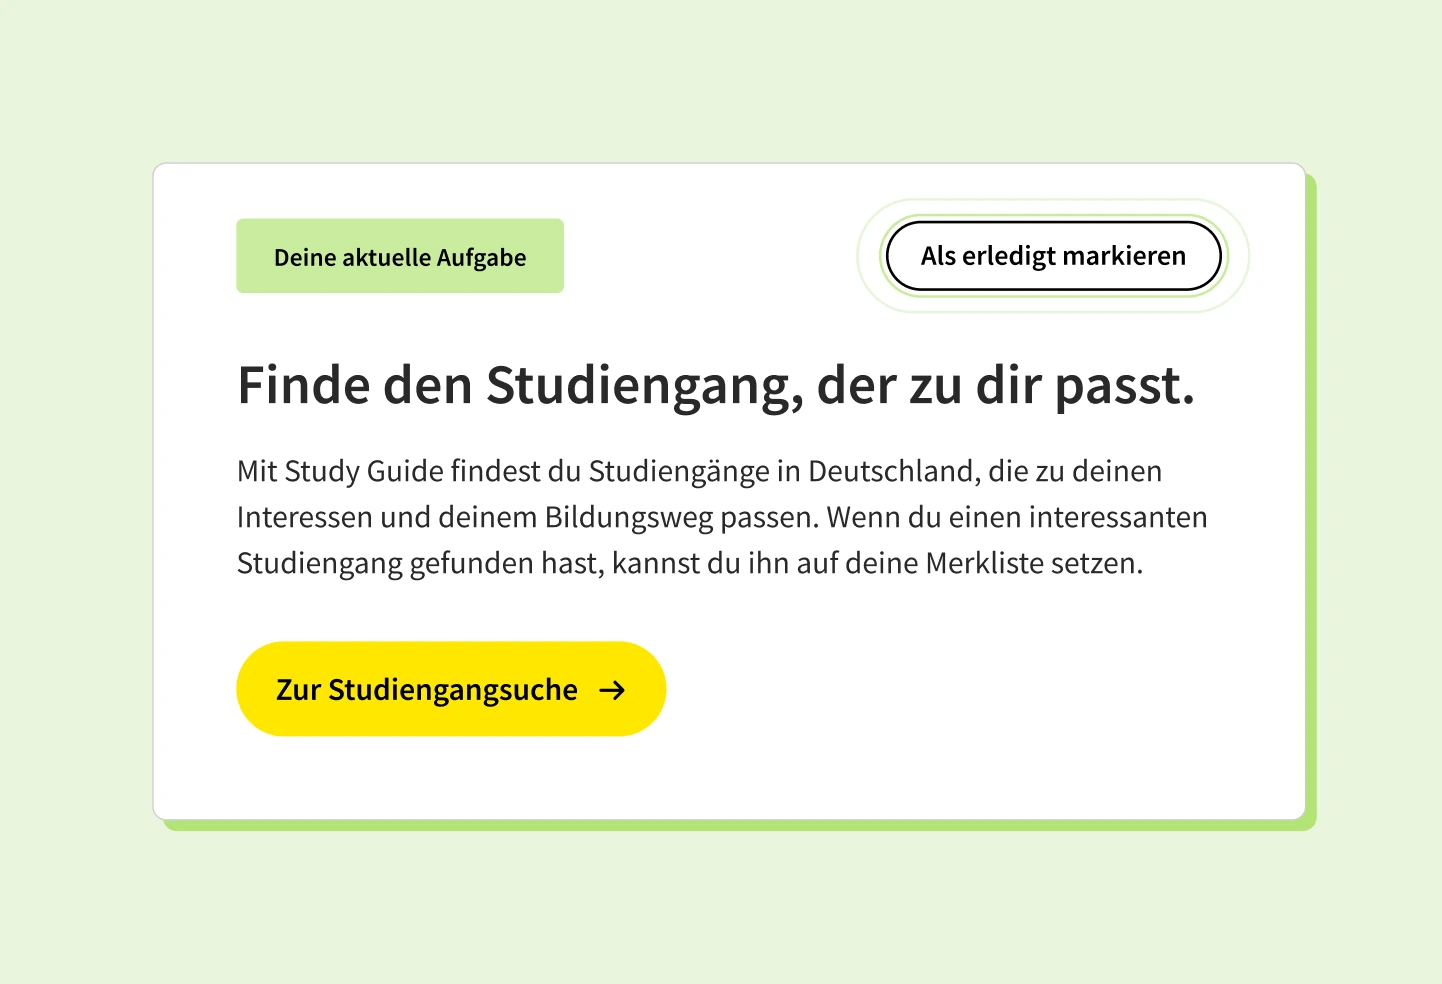 Deine aktuelle Aufgabe
Als erledigt markieren
Finde den Studiengang, der zu dir passt.
Mit Study Guide findest du Studiengänge in Deutschland, die zu deinen
Interessen und deinem Bildungsweg passen. Wenn du einen interessanten
Studiengang gefunden hast, kannst du ihn auf deine Merkliste setzen.
Zur Studiengangsuche →